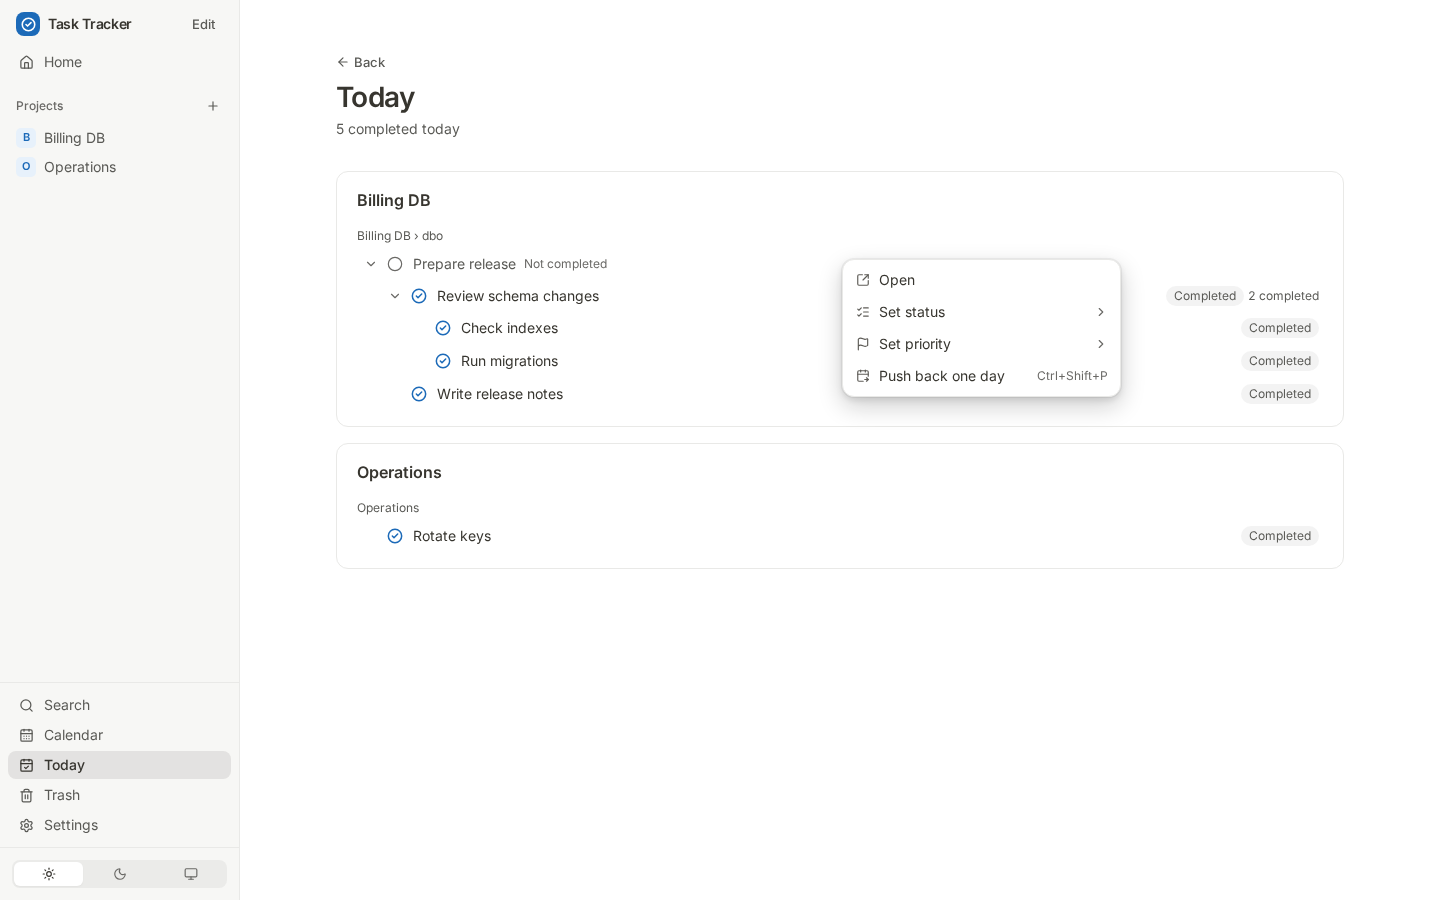 Task Tracker
Edit
Home
Projects
B Billing DB
O Operations
Search
Calendar
Today
Trash
Settings
Back
Today
5 completed today
Billing DB
Billing DB › dbo
Prepare release Not completed
Review schema changes Completed 2 completed
Check indexes Completed
Run migrations Completed
Write release notes Completed
Open
Set status
Set priority
Push back one day Ctrl+Shift+P
Operations
Operations
Rotate keys Completed